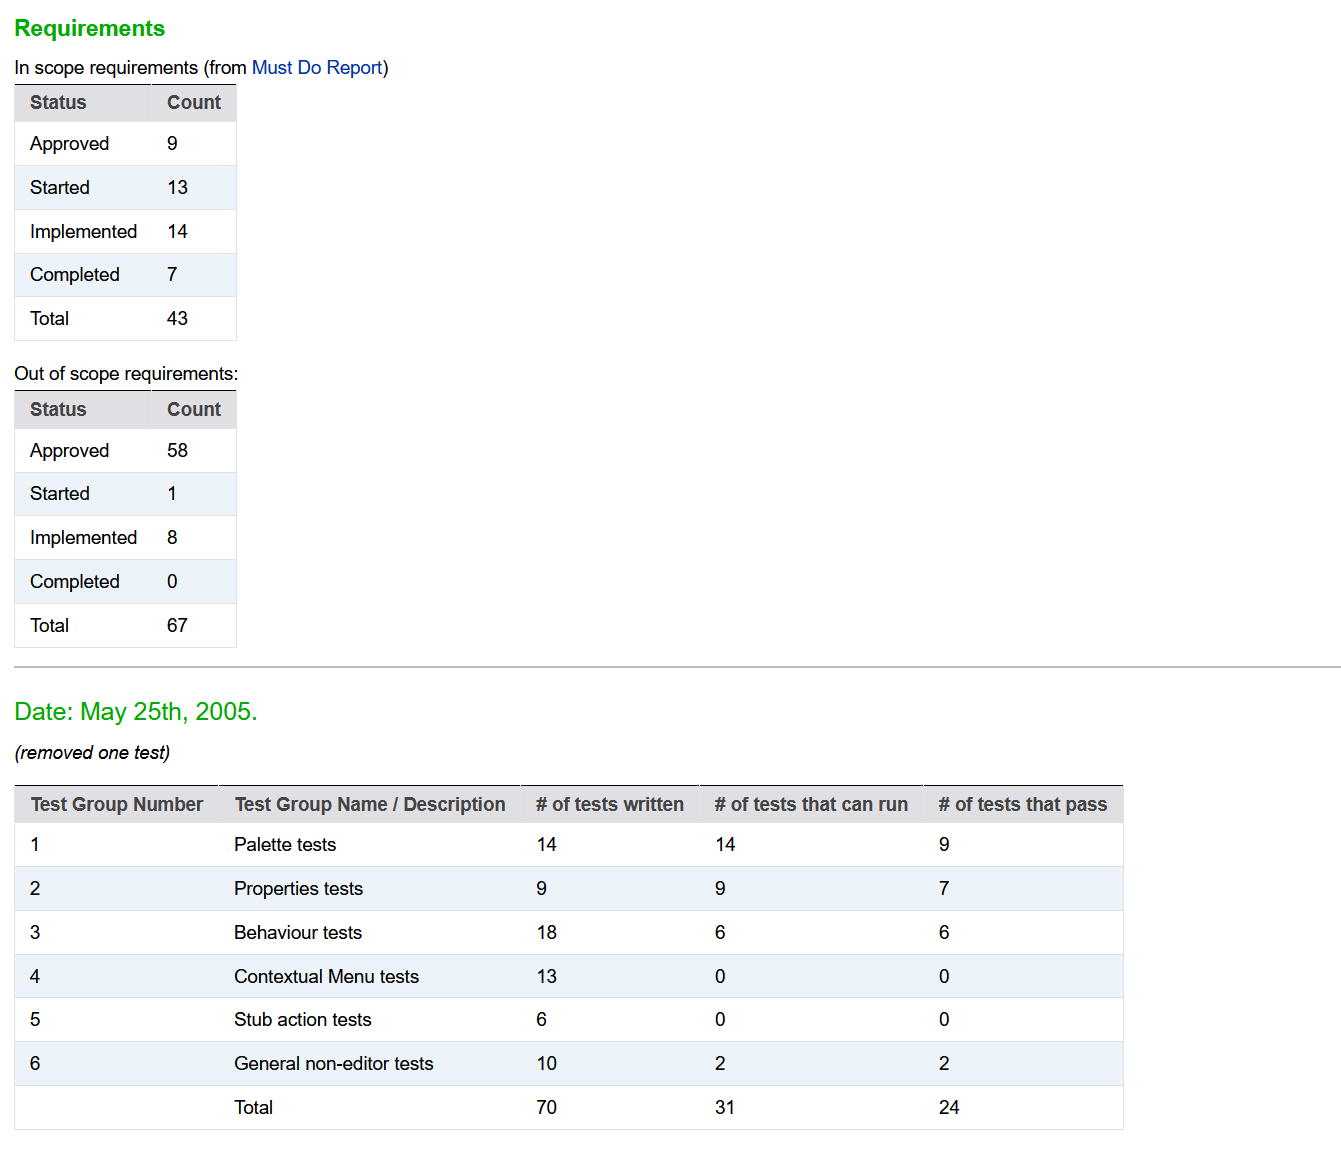 Requirements
In scope requirements (from Must Do Report)
Status Count
Approved 9
Started 13
Implemented 14
Completed 7
Total 43
Out of scope requirements:
Status Count
Approved 58
Started 1
Implemented 8
Completed 0
Total 67
Date: May 25th, 2005.
(removed one test)
Test Group Number Test Group Name / Description # of tests written # of tests that can run # of tests that pass
1 Palette tests 14 14 9
2 Properties tests 9 9 7
3 Behaviour tests 18 6 6
4 Contextual Menu tests 13 0 0
5 Stub action tests 6 0 0
6 General non-editor tests 10 2 2
Total 70 31 24